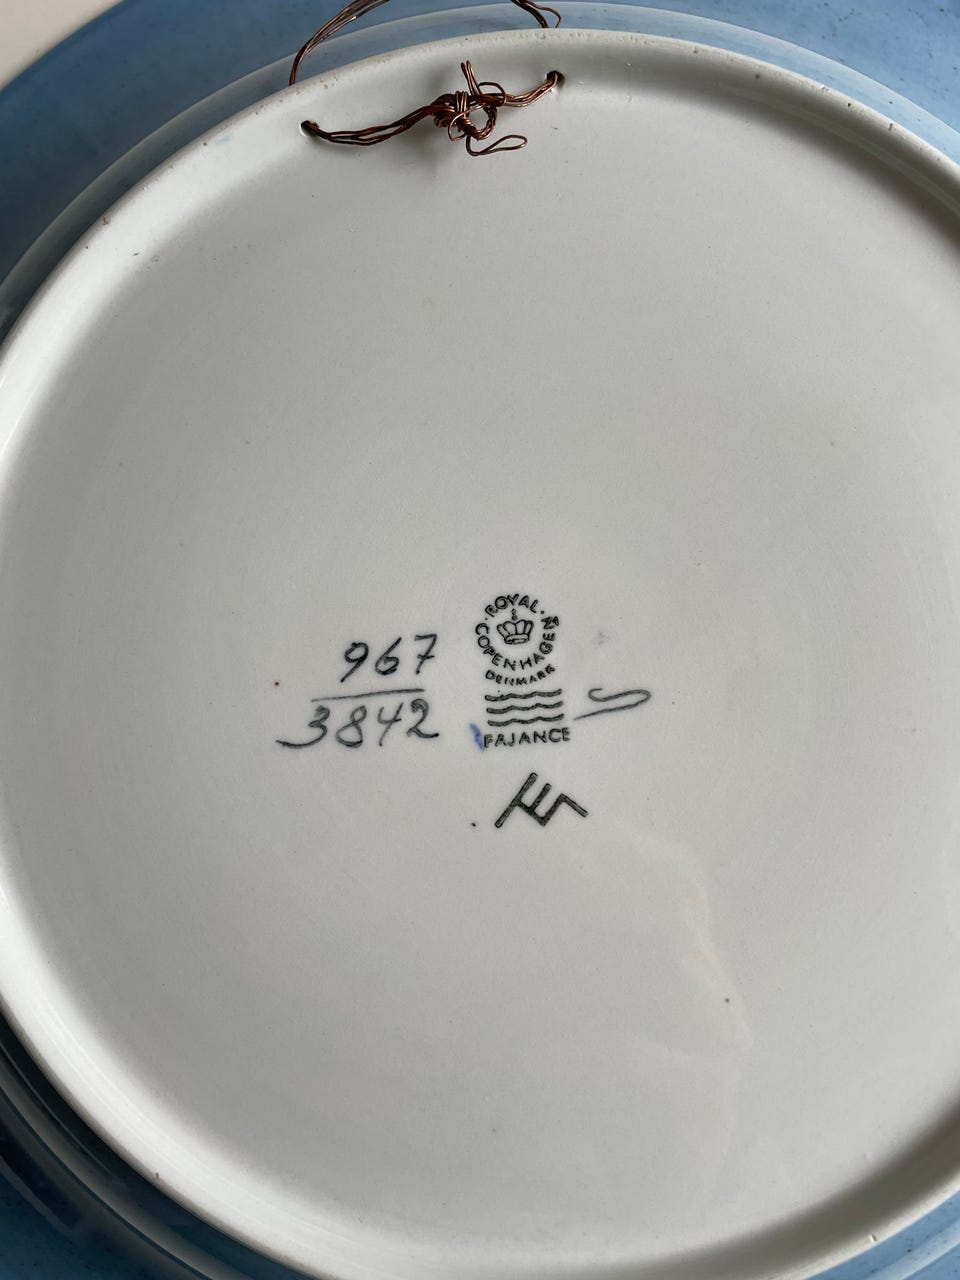 967
3842
ROYAL COPENHAGEN
DENMARK
FAJANCE